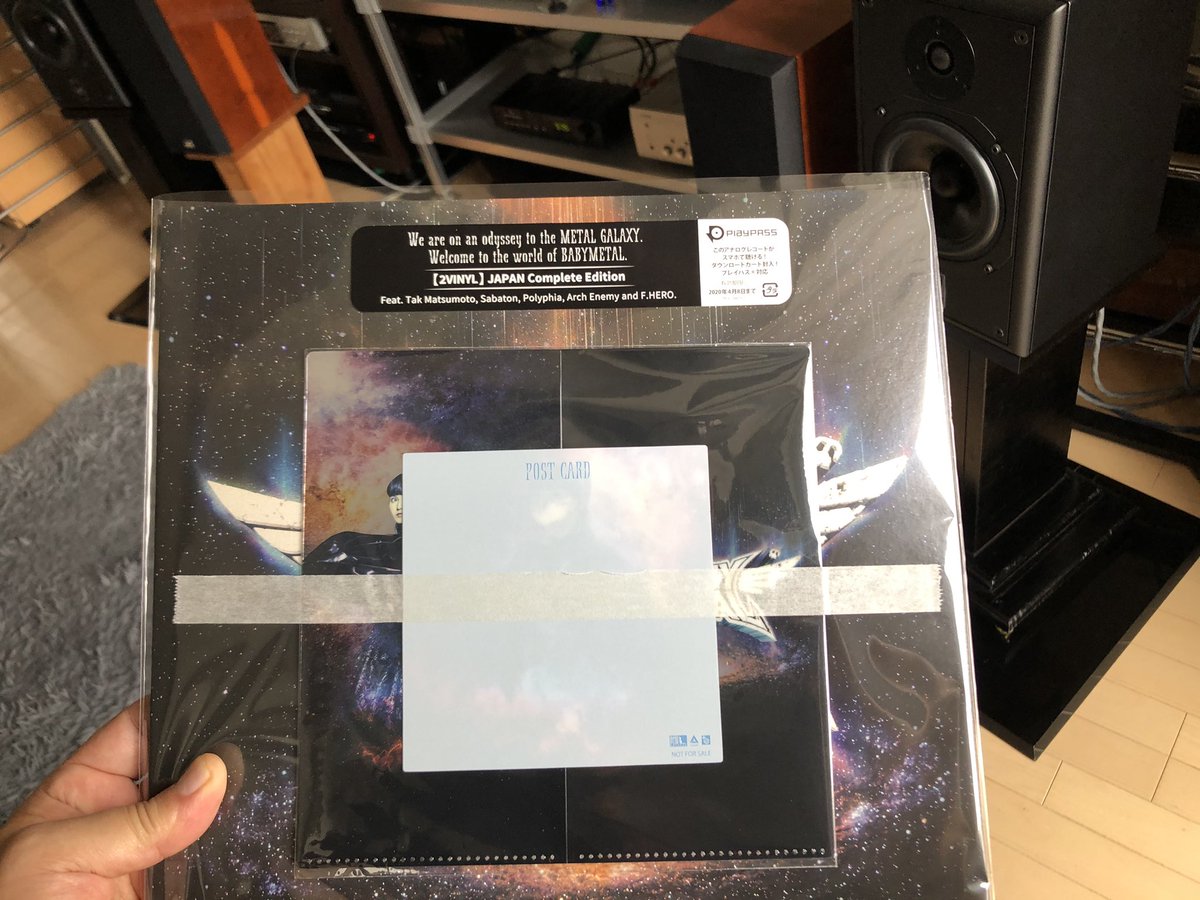 We are on an odyssey to the METAL GALAXY.
Welcome to the world of BABYMETAL.
【2VINYL】JAPAN Complete Edition
Feat. Tak Matsumoto, Sabaton, Polyphia, Arch Enemy and F.HERO.
PLAYPASS
このアナログレコードが
スマホで聴ける!
ダウンロードカード封入!
プレイパス®対応
2020年4月8日まで
POST CARD
NOT FOR SALE